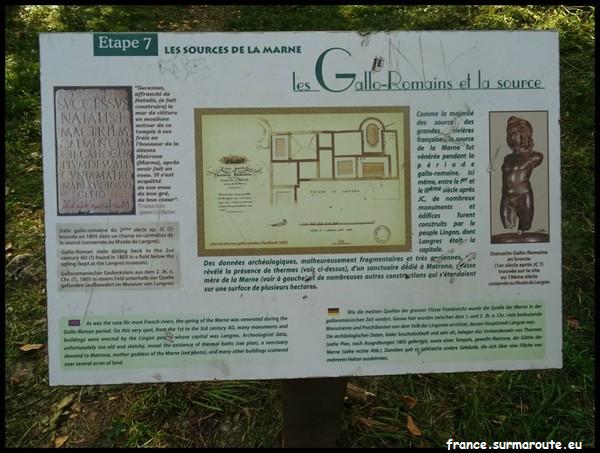 Etape 7
LES SOURCES DE LA MARNE
les Gallo-Romains et la source
SUCCESSUS
NATALIS L
"Successus,
affranchi de
Natalis, (a fait
construire) le
mur de clôture
en moellons
autour de ce
temple à ses
frais en
l'honneur de la
déesse
Matrona
(Marne), après
avoir fait un
vœu. Il s'est
acquitté
de son vœu
de bon gré,
de bon coeur".
Traduction
Stèle gallo-romaine du 2ème siècle ap. JC (!)
trouvée en 1805 dans un champ en contrebas de
la source (conservée au Musée de Langres).
Gallo-Roman stele dating back to the 2nd
century AD (!) found in 1805 in a field below the
spring (kept at the Langres museum).
Galloromanischer Gedenkstein aus dem 2. Jh. n.
Chr. (!), 1805 in einem Feld unterhalb der Quelle
gefunden (aufbewahrt im Museum von Langres)
Comme la majorité
des source des
grandes rivières
françaises, la source
de la Marne fut
vénérée pendant la
période
gallo-romaine. Ici
même, entre le Ier et
le IIIème siècle après
JC, de nombreux
monuments et
édifices furent
construits par le
peuple Lingon, dont
Langres était la
capitale.
Des données archéologiques, malheureusement fragmentaires et très anciennes,
révélé la présence de thermes (voir ci-dessus), d'un sanctuaire dédié à Matrona,
mère de la Marne (voir à gauche) et de nombreuses autres constructions qui s'étendaient
sur une surface de plusieurs hectares.
Statuette Gallo-Romaine
en bronze
(1er siècle après JC !)
trouvée sur le site
au 19ème siècle
conservée au Musée de Langres
As was the case for most French rivers, the spring of the Marne was venerated during the
Gallo-Roman period. On this very spot, from the 1st to the 3rd century AD, many monuments and
buildings were erected by the Lingon people whose capital was Langres. Archeological data,
unfortunately too old and sketchy, reveal the existence of thermal baths (see plan), a sanctuary
devoted to Matrona, mother goddess of the Marne (see photo), and many other buildings scattered
over several acres of land.
Wie die meisten Quellen der grossen Flüsse Frankreichs wurde die Quelle der Marne in der
galloromanischen Zeit verehrt. Genau hier wurden zwischen dem 1. und 3. Jh. n. Chr. viele bedeutende
Monumente und Prachtbauten von dem Volk der Lingonen errichtet, dessen Hauptstadt Langres war.
Die archäologischen Daten, leider bruchstückhaft und sehr alt, belegen das Vorhandensein von Thermen
(siehe Plan, nach Ausgrabungen 1805 gefertigt), sowie eines Tempels, geweiht Matrona, der Göttin der
Marne (siehe rechte Abb.). Daneben gab es zahlreiche andere Gebäude, die sich über eine Fläche von
mehreren Hektar ausdehnten.
france.surmaroute.eu